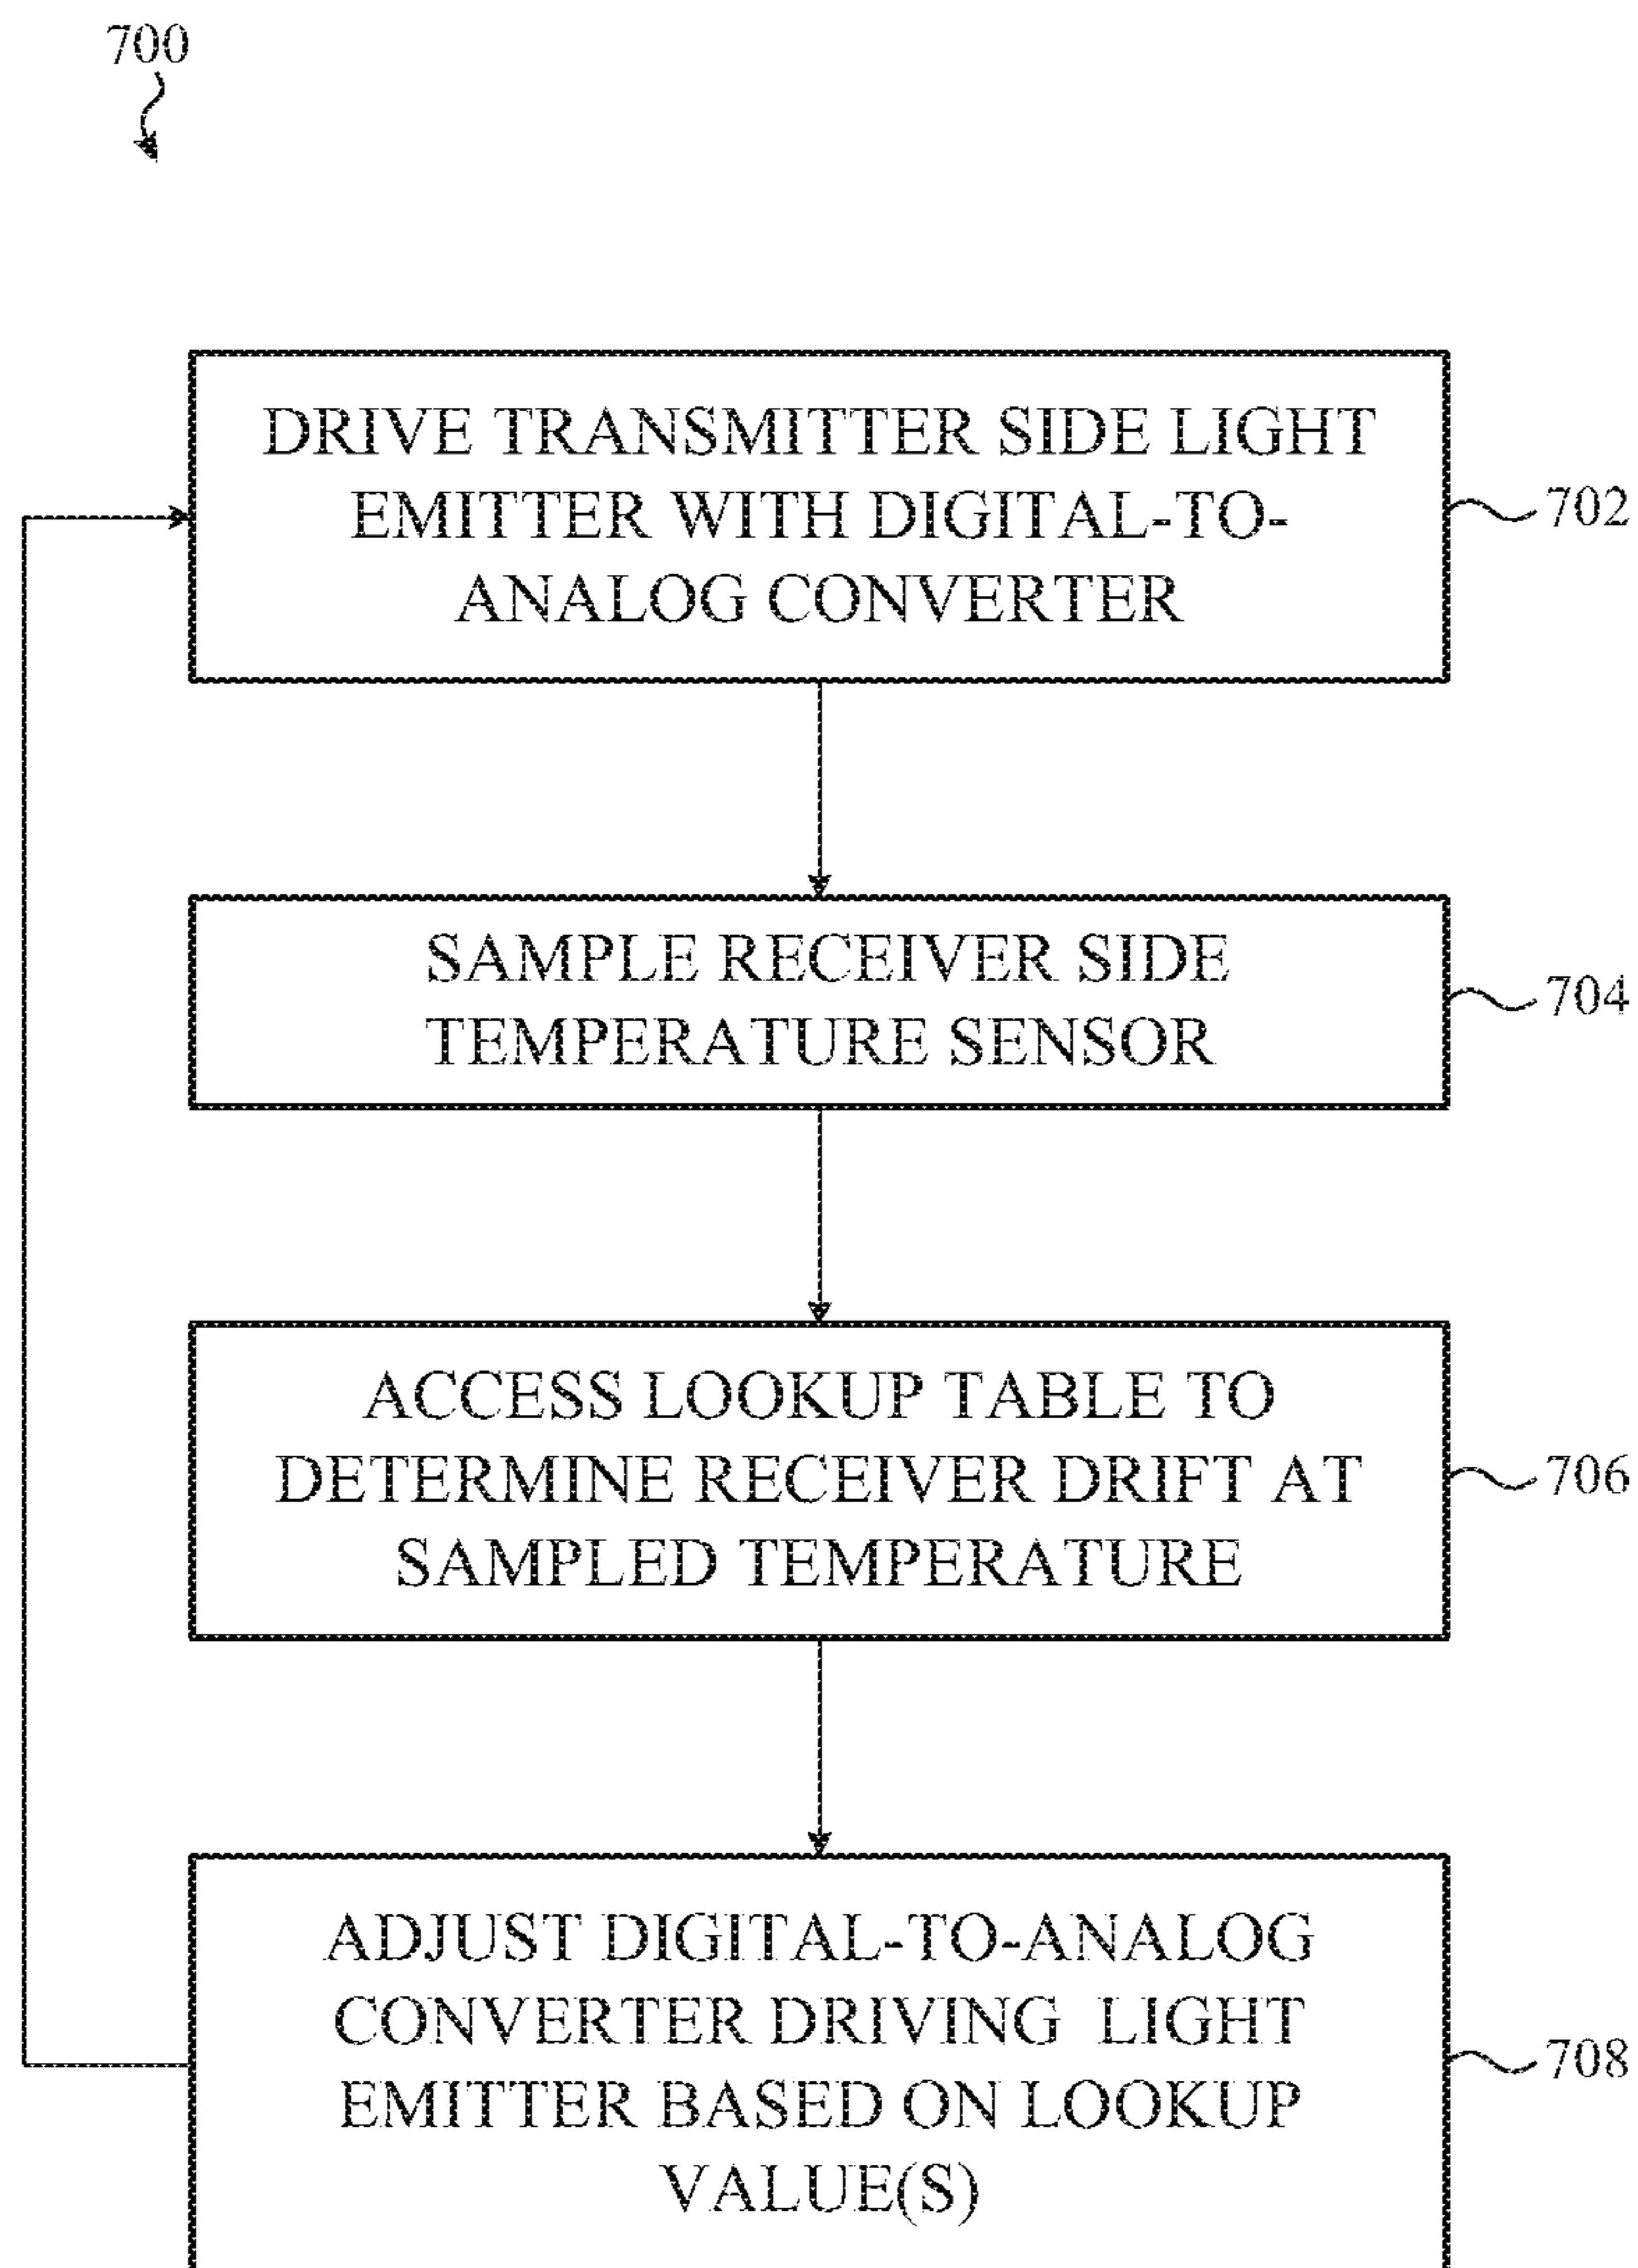 700
DRIVE TRANSMITTER SIDE LIGHT
EMITTER WITH DIGITAL-TO-
ANALOG CONVERTER
702
SAMPLE RECEIVER SIDE
TEMPERATURE SENSOR
704
ACCESS LOOKUP TABLE TO
DETERMINE RECEIVER DRIFT AT
SAMPLED TEMPERATURE
706
ADJUST DIGITAL-TO-ANALOG
CONVERTER DRIVING LIGHT
EMITTER BASED ON LOOKUP
VALUE(S)
708